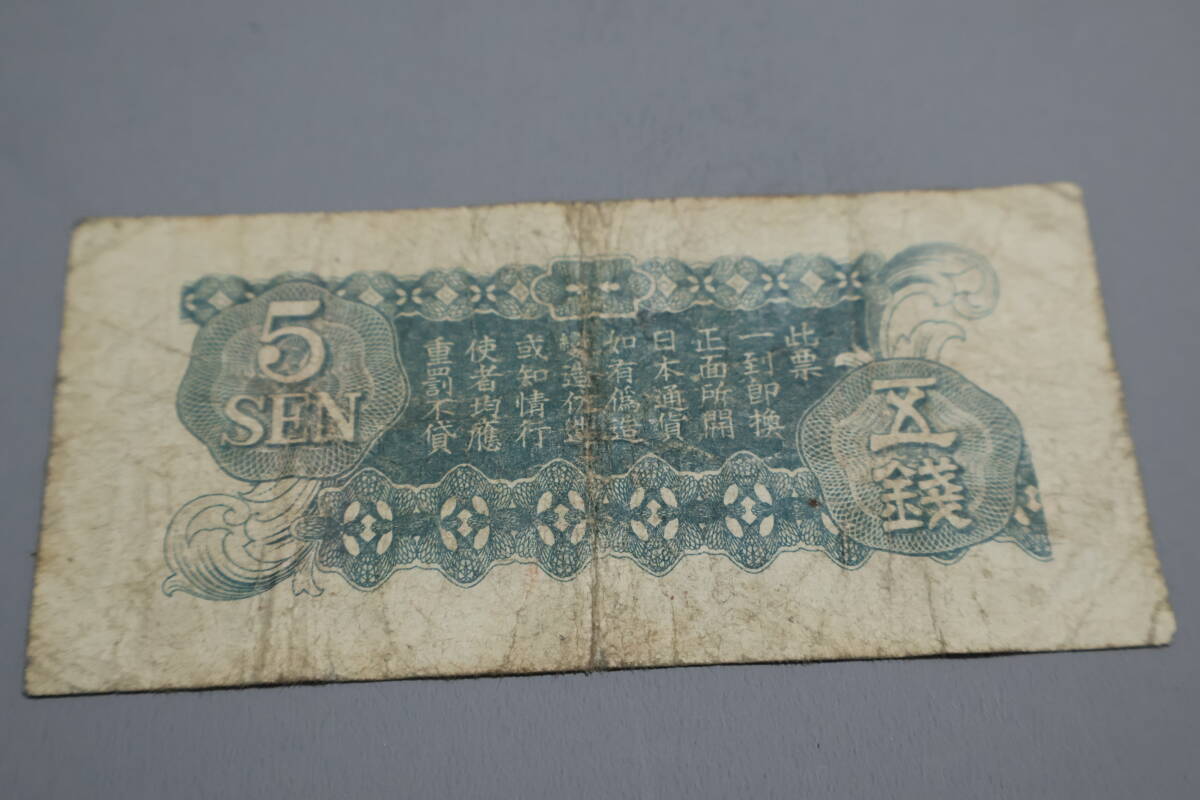 5
SEN
此票
一到即換
正面所開
日本通貨
如有偽造
變造仿造
或知情行
使者均應
重罰不貸
五
錢